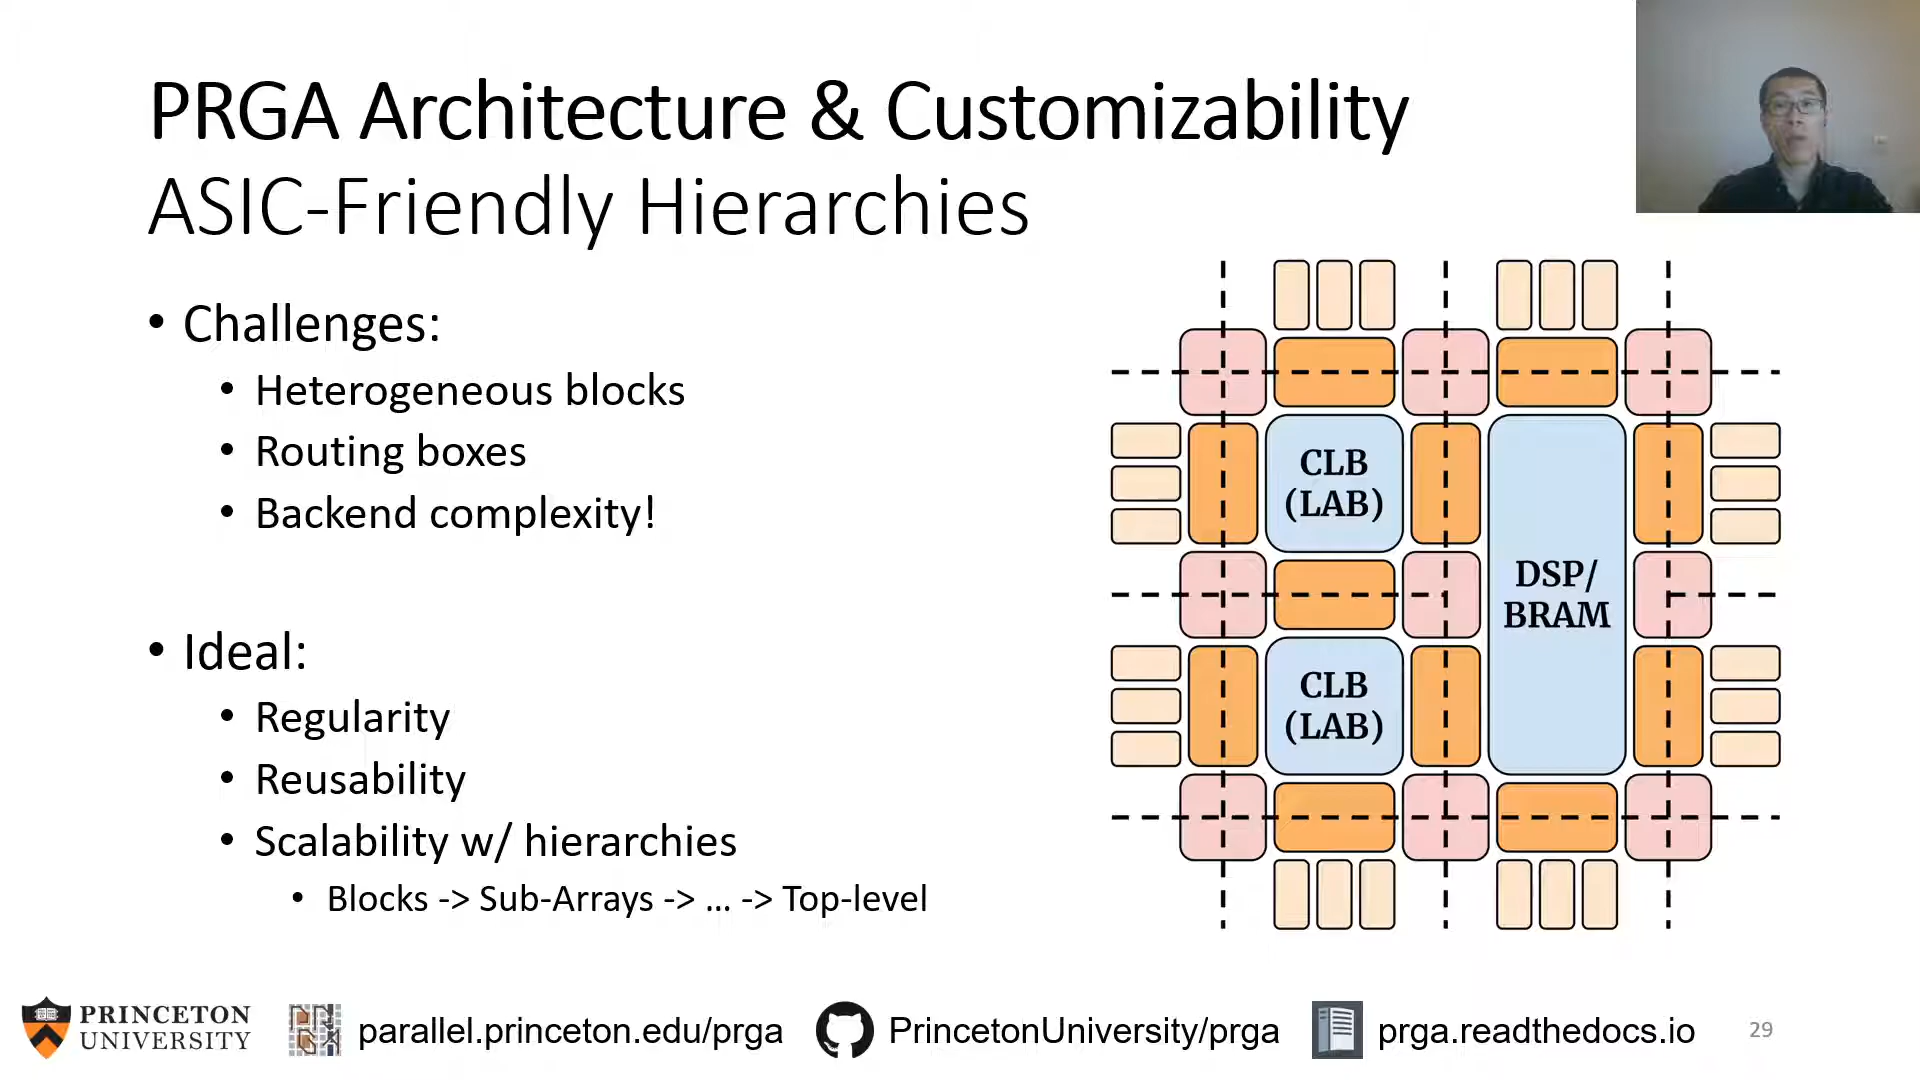 PRGA Architecture & Customizability
ASIC-Friendly Hierarchies
• Challenges:
• Heterogeneous blocks
• Routing boxes
• Backend complexity!
• Ideal:
• Regularity
• Reusability
• Scalability w/ hierarchies
• Blocks -> Sub-Arrays -> ... -> Top-level
CLB
(LAB)
DSP/
BRAM
CLB
(LAB)
PRINCETON
UNIVERSITY
parallel.princeton.edu/prga
PrincetonUniversity/prga
prga.readthedocs.io
29